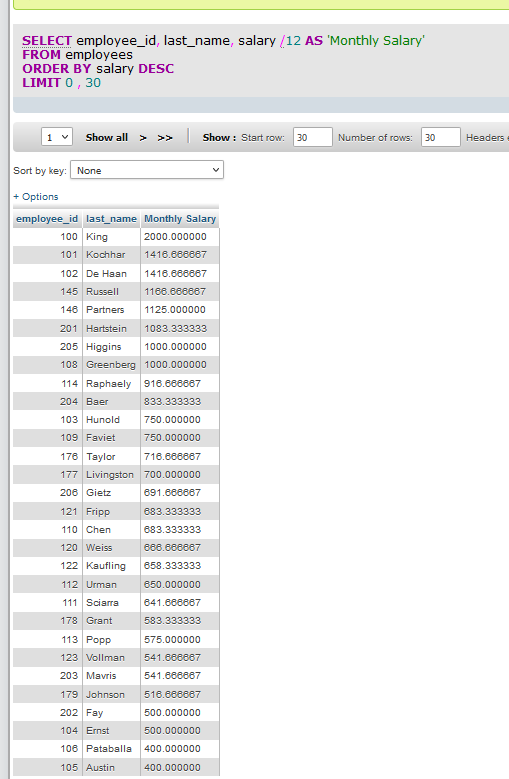 SELECT employee_id, last_name, salary /12 AS 'Monthly Salary'
FROM employees
ORDER BY salary DESC
LIMIT 0 , 30
1 Show all > >> Show : Start row: 30 Number of rows: 30 Headers
Sort by key: None
+ Options
employee_id last_name Monthly Salary
100 King 2000.000000
101 Kochhar 1416.666667
102 De Haan 1416.666667
145 Russell 1166.666667
146 Partners 1125.000000
201 Hartstein 1083.333333
205 Higgins 1000.000000
108 Greenberg 1000.000000
114 Raphaely 916.666667
204 Baer 833.333333
103 Hunold 750.000000
109 Faviet 750.000000
176 Taylor 716.666667
177 Livingston 700.000000
206 Gietz 691.666667
121 Fripp 683.333333
110 Chen 683.333333
120 Weiss 666.666667
122 Kaufling 658.333333
112 Urman 650.000000
111 Sciarra 641.666667
178 Grant 583.333333
113 Popp 575.000000
123 Vollman 541.666667
203 Mavris 541.666667
179 Johnson 516.666667
202 Fay 500.000000
104 Ernst 500.000000
106 Pataballa 400.000000
105 Austin 400.000000